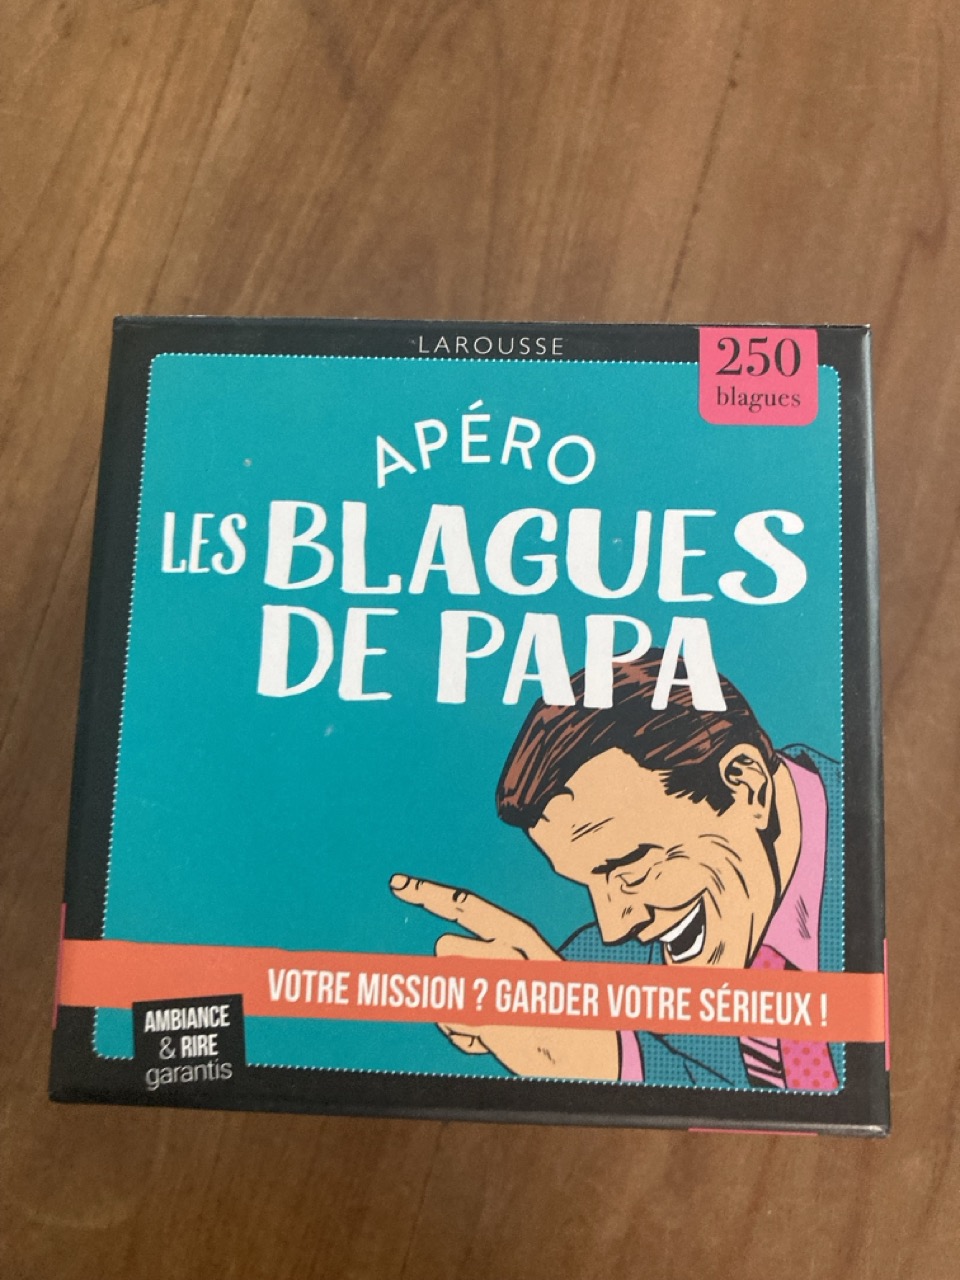 LAROUSSE
250
blagues
APÉRO
LES BLAGUES
DE PAPA
VOTRE MISSION ? GARDER VOTRE SÉRIEUX !
AMBIANCE
& RIRE
garantis